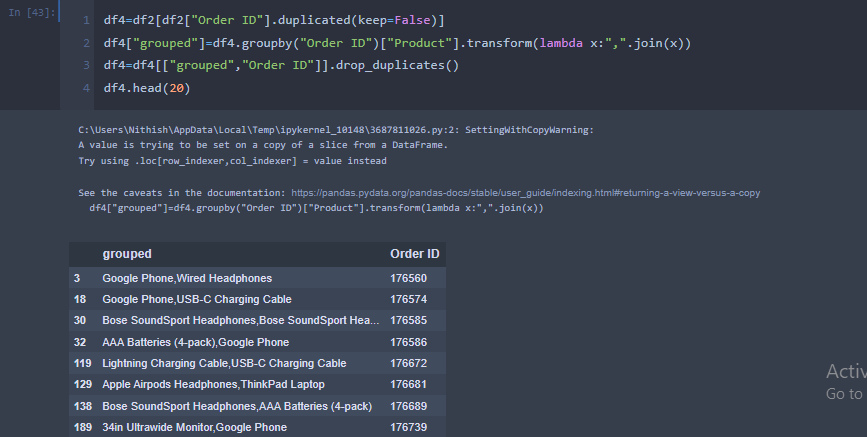 In [43]:
1 df4=df2[df2["Order ID"].duplicated(keep=False)]
2 df4["grouped"]=df4.groupby("Order ID")["Product"].transform(lambda x:",".join(x))
3 df4=df4[["grouped","Order ID"]].drop_duplicates()
4 df4.head(20)
C:\Users\Nithish\AppData\Local\Temp\ipykernel_10148\3687811026.py:2: SettingWithCopyWarning:
A value is trying to be set on a copy of a slice from a DataFrame.
Try using .loc[row_indexer,col_indexer] = value instead
See the caveats in the documentation: https://pandas.pydata.org/pandas-docs/stable/user_guide/indexing.html#returning-a-view-versus-a-copy
df4["grouped"]=df4.groupby("Order ID")["Product"].transform(lambda x:",".join(x))
grouped Order ID
3 Google Phone,Wired Headphones 176560
18 Google Phone,USB-C Charging Cable 176574
30 Bose SoundSport Headphones,Bose SoundSport Hea... 176585
32 AAA Batteries (4-pack),Google Phone 176586
119 Lightning Charging Cable,USB-C Charging Cable 176672
129 Apple Airpods Headphones,ThinkPad Laptop 176681
138 Bose SoundSport Headphones,AAA Batteries (4-pack) 176689
189 34in Ultrawide Monitor,Google Phone 176739
Activ
Go to